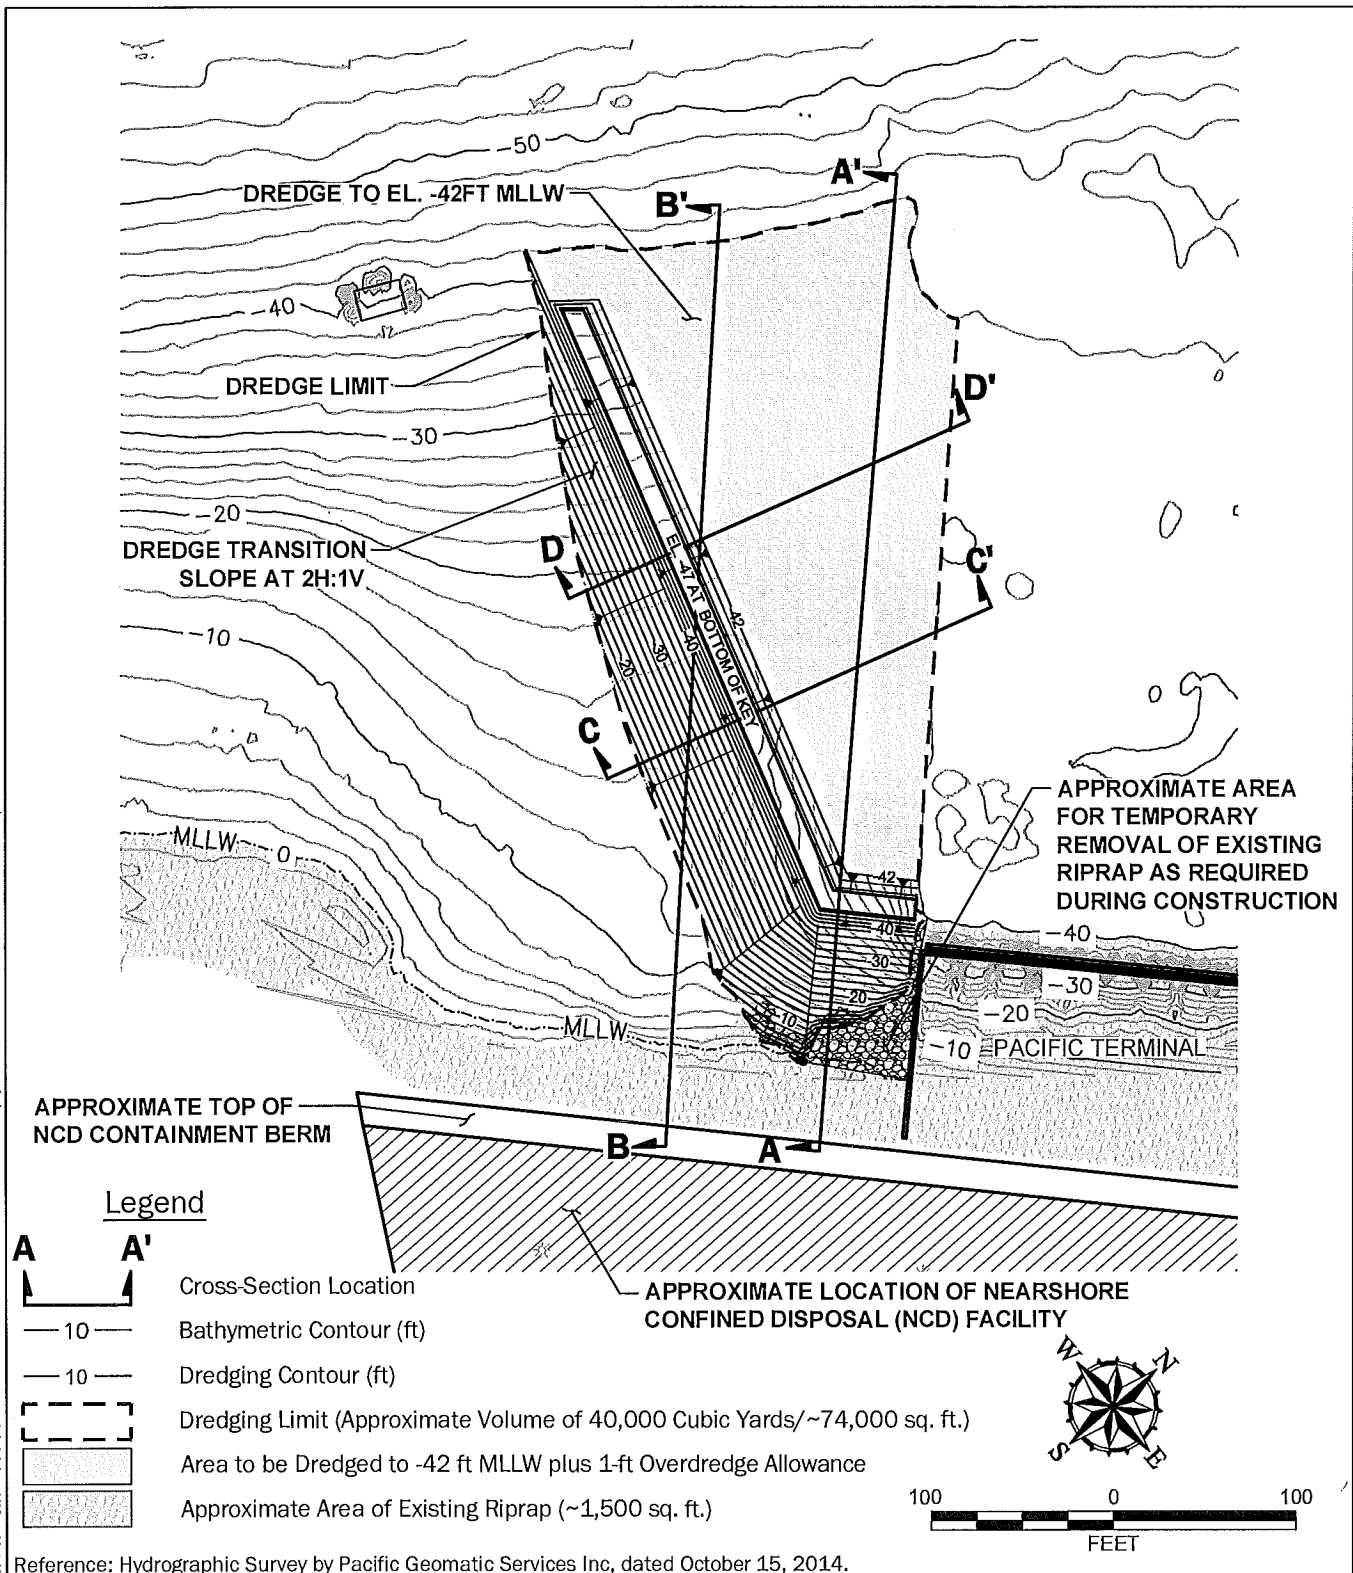 -50
A'
DREDGE TO EL. -42FT MLLW
B'
-40
D'
DREDGE LIMIT
-30
-20
DREDGE TRANSITION
SLOPE AT 2H:1V
D
C'
EL. -47 AT BOTTOM OF KEY
-42
-10
-20
-30
-40
C
APPROXIMATE AREA
FOR TEMPORARY
REMOVAL OF EXISTING
RIPRAP AS REQUIRED
DURING CONSTRUCTION
MLLW
0
-42
-40
-40
-30
-30
-20
-20
-10
MLLW
-10
PACIFIC TERMINAL
APPROXIMATE TOP OF
NCD CONTAINMENT BERM
B
A
Legend
A A'
Cross-Section Location
APPROXIMATE LOCATION OF NEARSHORE
CONFINED DISPOSAL (NCD) FACILITY
10
Bathymetric Contour (ft)
10
Dredging Contour (ft)
Dredging Limit (Approximate Volume of 40,000 Cubic Yards/~74,000 sq. ft.)
Area to be Dredged to -42 ft MLLW plus 1-ft Overdredge Allowance
Approximate Area of Existing Riprap (~1,500 sq. ft.)
W N
S E
100 0 100
FEET
Reference: Hydrographic Survey by Pacific Geomatic Services Inc, dated October 15, 2014.